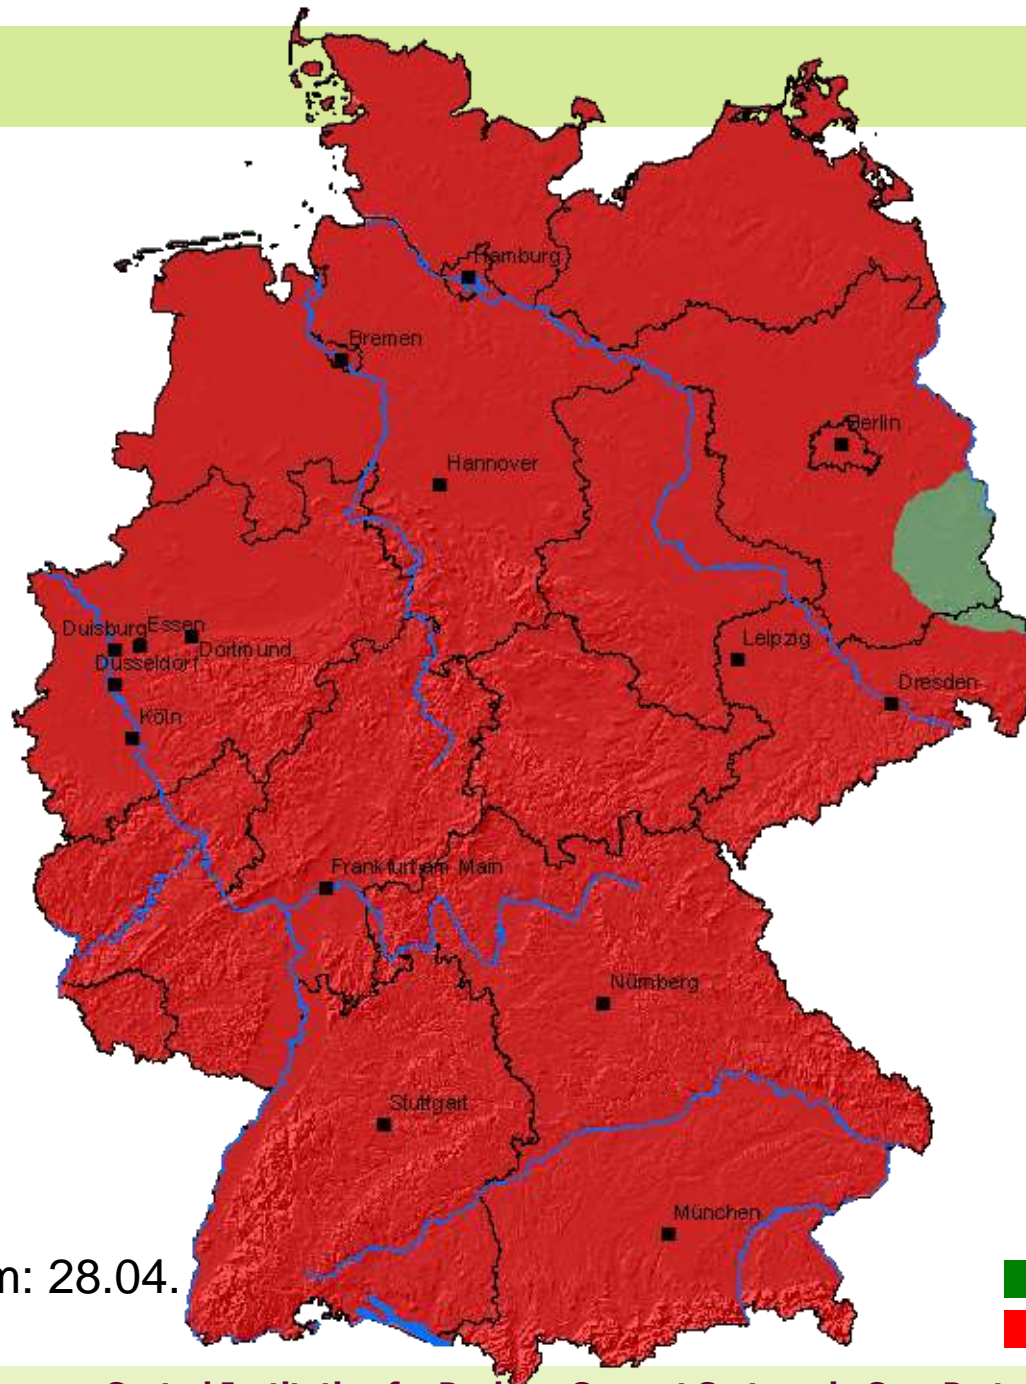 Hamburg
Bremen
Berlin
Hannover
Duisburg
Essen
Dortmund
Düsseldorf
Leipzig
Dresden
Köln
Frankfurt am Main
Nürnberg
Stuttgart
München
m: 28.04.